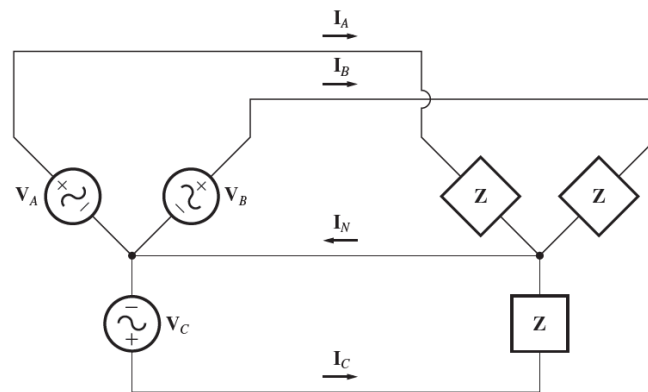 I_A
I_B
V_A + − + − V_B Z Z
I_N
− + V_C Z
I_C